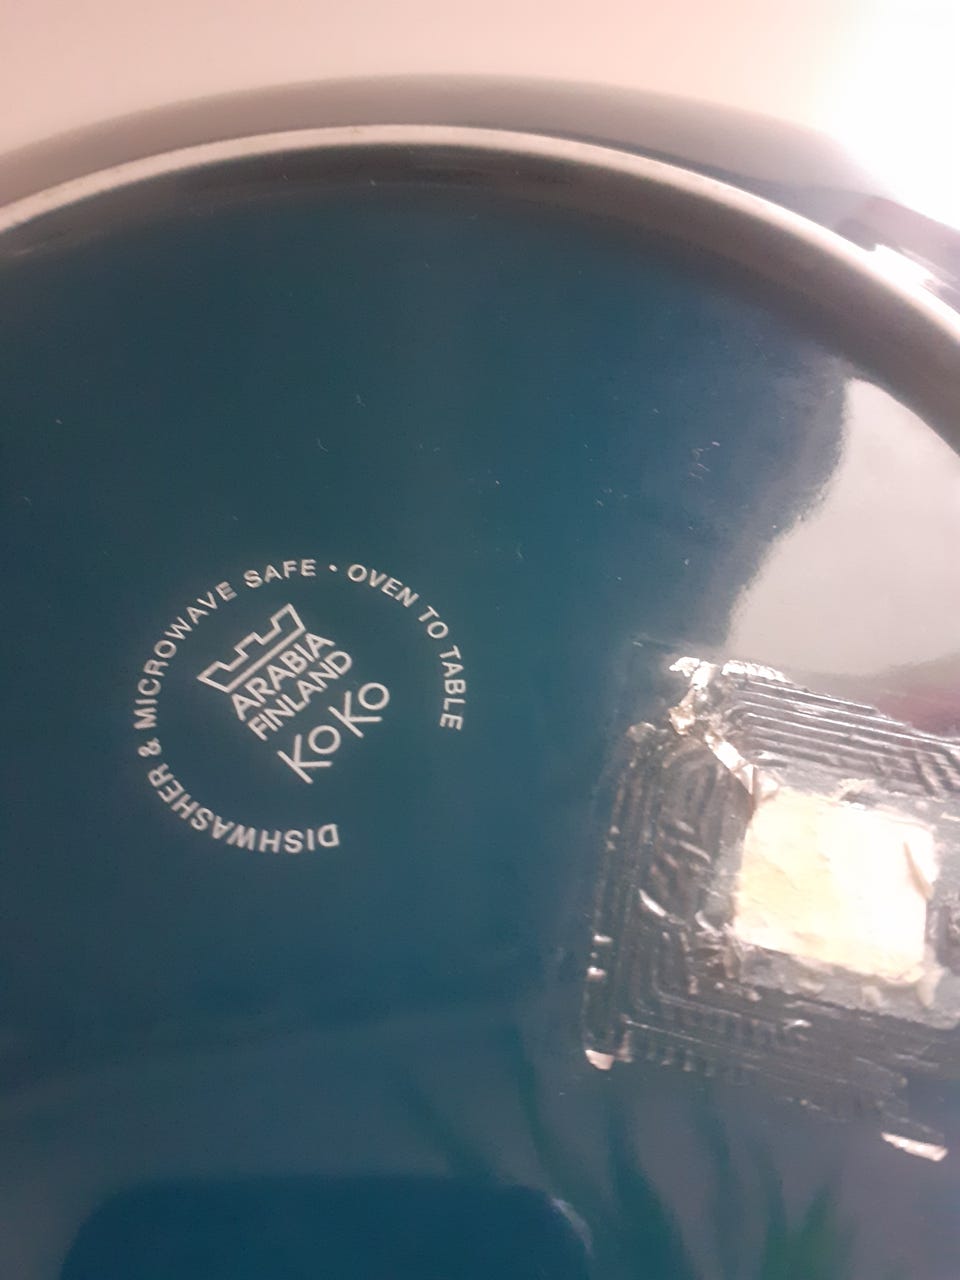 DISHWASHER & MICROWAVE SAFE • OVEN TO TABLE
ARABIA
FINLAND
KOKO